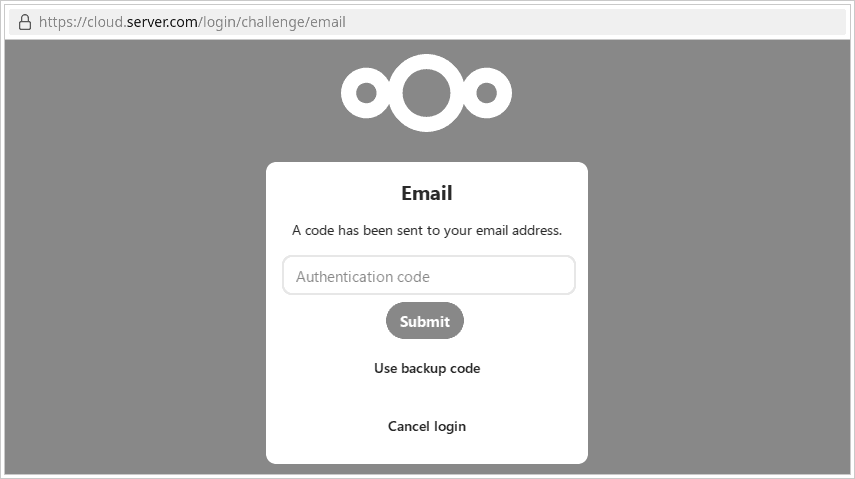 https://cloud.server.com/login/challenge/email
Email
A code has been sent to your email address.
Authentication code
Submit
Use backup code
Cancel login